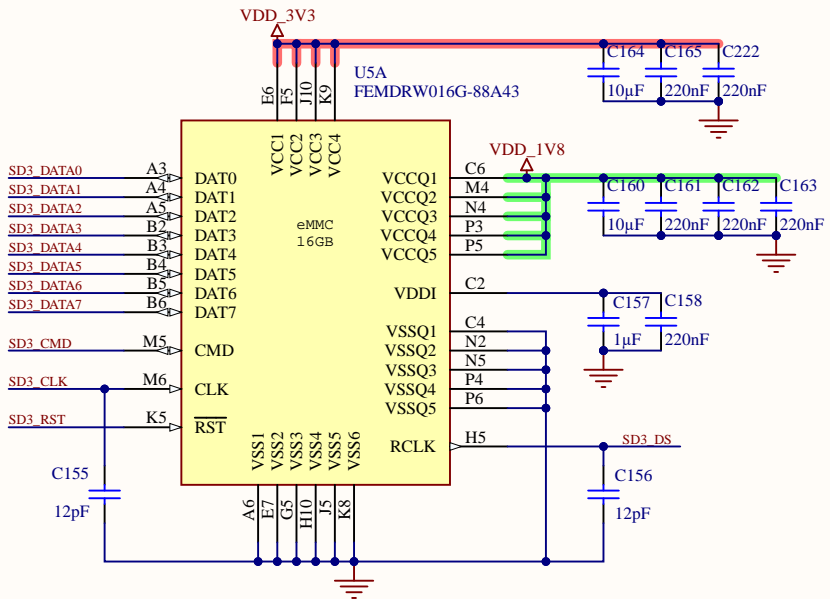 VDD_3V3
C164
C165
C222
10µF
220nF
220nF
U5A
FEMDRW016G-88A43
E6
F5
J10
K9
VCC1
VCC2
VCC3
VCC4
VDD_1V8
SD3_DATA0
A3
DAT0
VCCQ1
C6
SD3_DATA1
A4
DAT1
VCCQ2
M4
SD3_DATA2
A5
DAT2
VCCQ3
N4
SD3_DATA3
B2
DAT3
VCCQ4
P3
SD3_DATA4
B3
DAT4
VCCQ5
P5
SD3_DATA5
B4
DAT5
SD3_DATA6
B5
DAT6
VDDI
C2
SD3_DATA7
B6
DAT7
eMMC
16GB
C160
C161
C162
C163
10µF
220nF
220nF
220nF
C157
C158
1µF
220nF
VSSQ1
C4
VSSQ2
N2
VSSQ3
N5
VSSQ4
P4
VSSQ5
P6
SD3_CMD
M5
CMD
SD3_CLK
M6
CLK
SD3_RST
K5
RST
RCLK
H5
SD3_DS
VSS1
VSS2
VSS3
VSS4
VSS5
VSS6
A6
E7
G5
H10
J5
K8
C155
12pF
C156
12pF